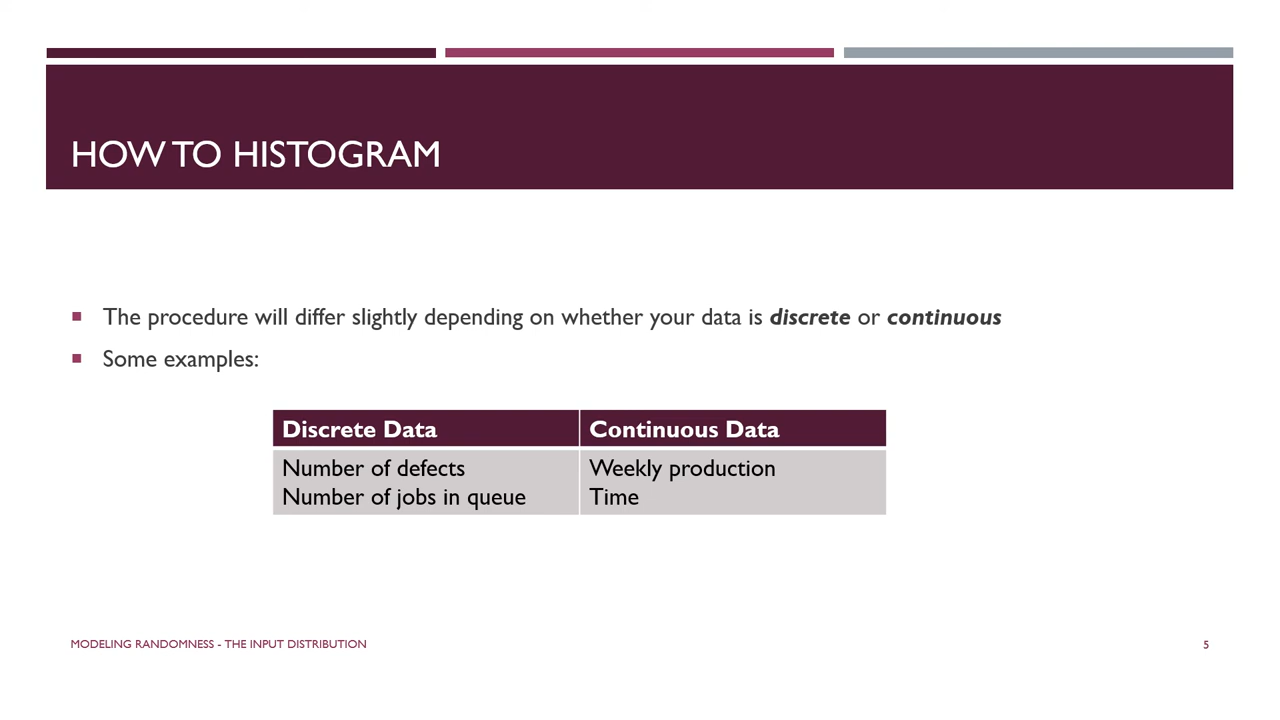 HOW TO HISTOGRAM
The procedure will differ slightly depending on whether your data is discrete or continuous
Some examples:
Discrete Data
Continuous Data
Number of defects
Number of jobs in queue
Weekly production
Time
MODELING RANDOMNESS - THE INPUT DISTRIBUTION
5